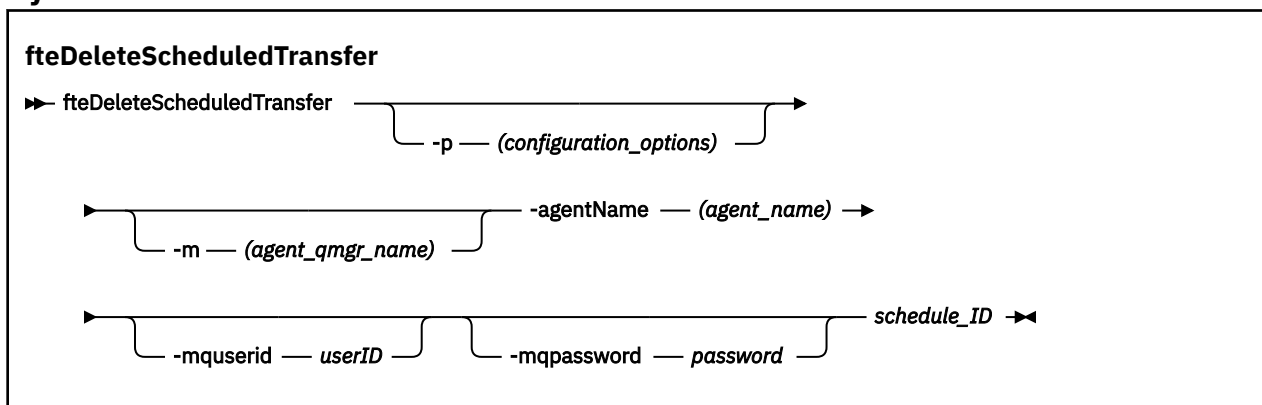 fteDeleteScheduledTransfer
fteDeleteScheduledTransfer
-p (configuration_options)
-agentName (agent_name)
-m (agent_qmgr_name)
schedule_ID
-mquserid userID -mqpassword password